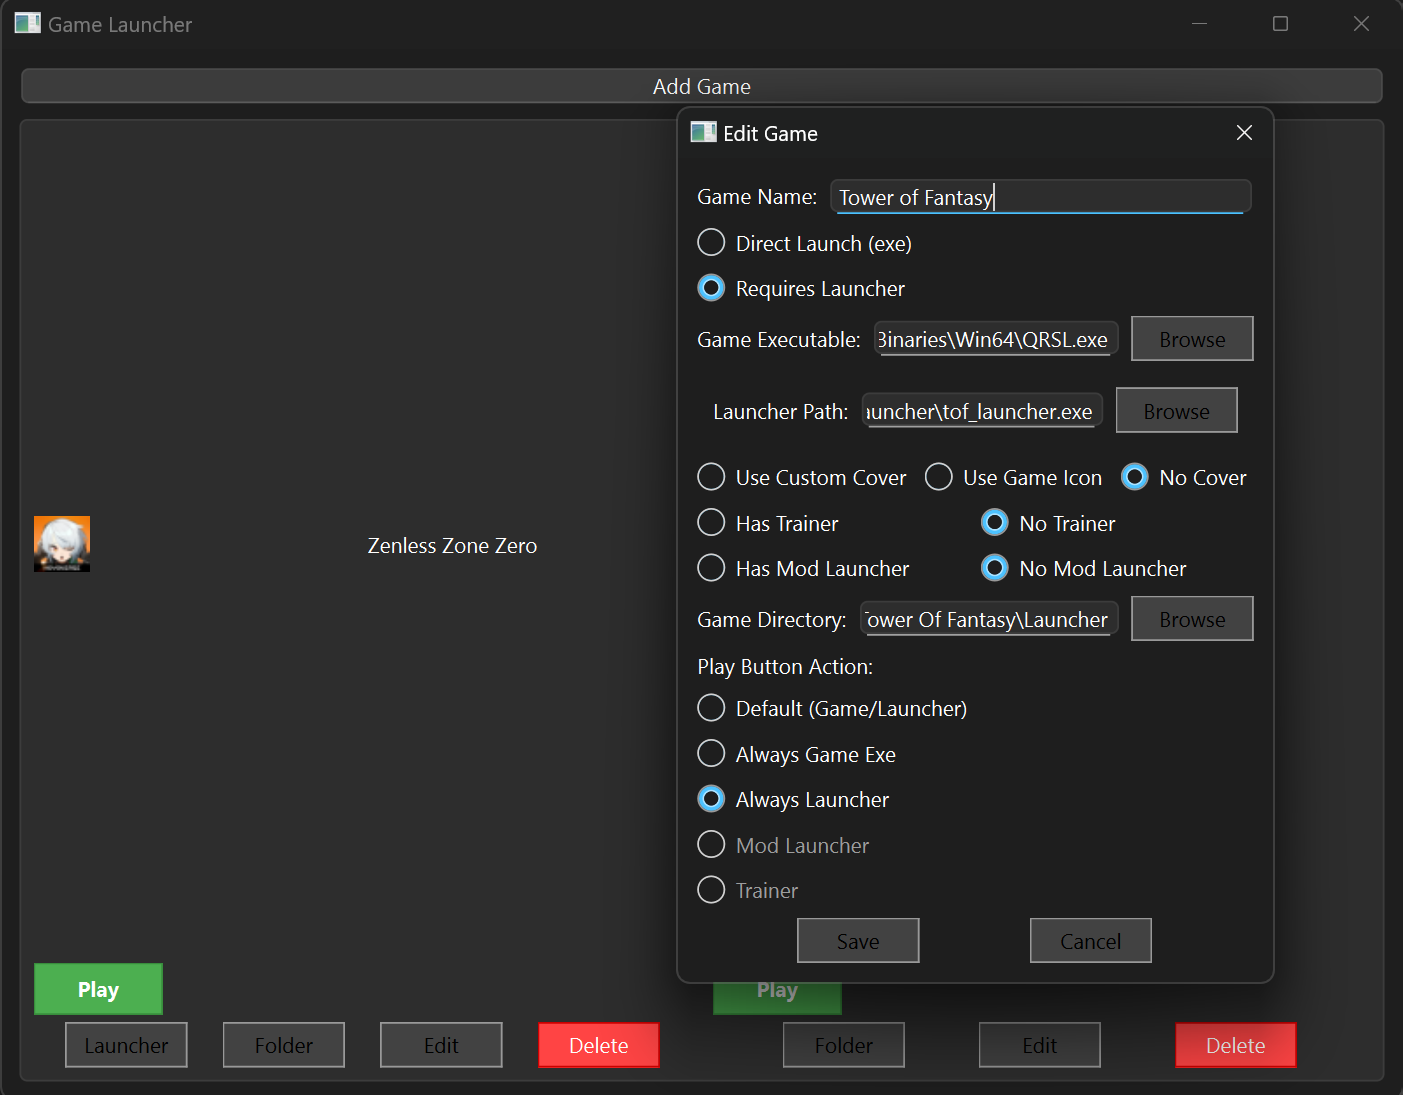 Game Launcher
Add Game
Edit Game
Game Name: Tower of Fantasy
Direct Launch (exe)
Requires Launcher
Game Executable: Binaries\Win64\QRSL.exe Browse
Launcher Path: auncher\tof_launcher.exe Browse
Use Custom Cover Use Game Icon No Cover
Has Trainer No Trainer
Zenless Zone Zero
Has Mod Launcher No Mod Launcher
Game Directory: Tower Of Fantasy\Launcher Browse
Play Button Action:
Default (Game/Launcher)
Always Game Exe
Always Launcher
Mod Launcher
Trainer
Save Cancel
Play Play
Launcher Folder Edit Delete Folder Edit Delete